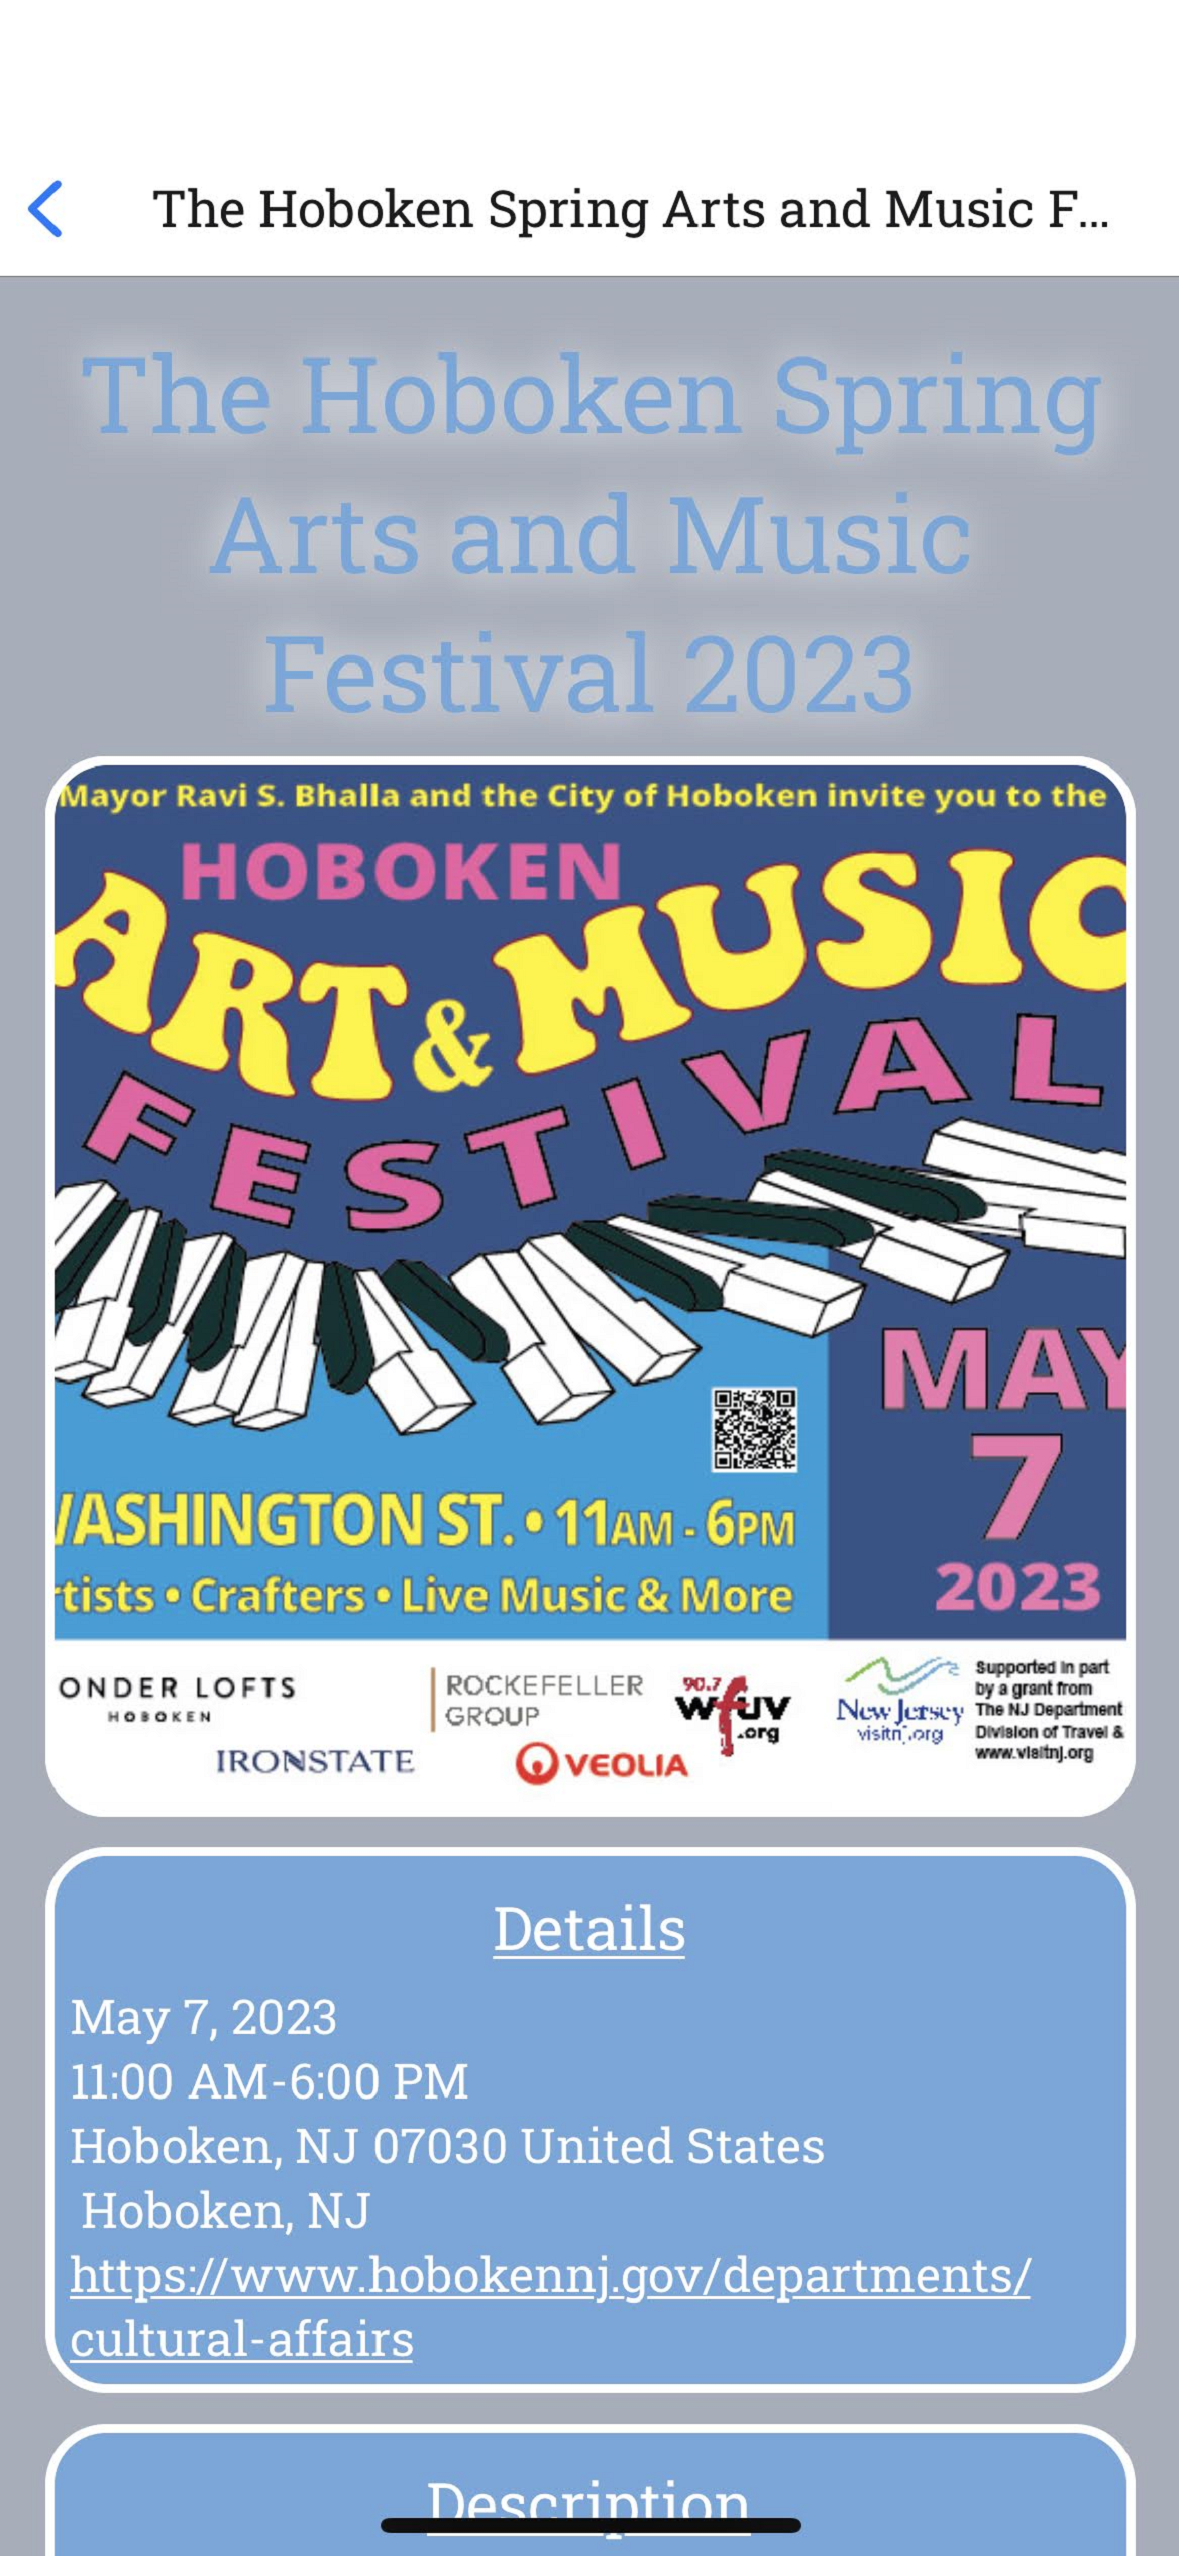 The Hoboken Spring Arts and Music F...
The Hoboken Spring
Arts and Music
Festival 2023
Mayor Ravi S. Bhalla and the City of Hoboken invite you to the
HOBOKEN
ART & MUSIC
FESTIVAL
MAY
7
2023
ASHINGTON ST. • 11AM - 6PM
tists • Crafters • Live Music & More
ONDER LOFTS
HOBOKEN
IRONSTATE
ROCKEFELLER
GROUP
VEOLIA
90.7
wfuv
.org
New Jersey
visitnj.org
Supported in part
by a grant from
The NJ Department
Division of Travel &
www.visitnj.org
Details
May 7, 2023
11:00 AM-6:00 PM
Hoboken, NJ 07030 United States
Hoboken, NJ
https://www.hobokennj.gov/departments/
cultural-affairs
Description